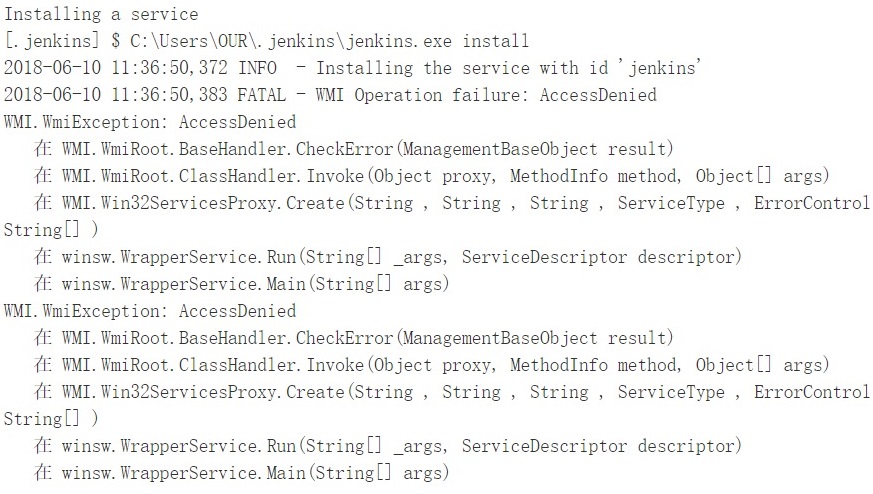 Installing a service
[.jenkins] $ C:\Users\OUR\.jenkins\jenkins.exe install
2018-06-10 11:36:50,372 INFO  - Installing the service with id 'jenkins'
2018-06-10 11:36:50,383 FATAL - WMI Operation failure: AccessDenied
WMI.WmiException: AccessDenied
   在 WMI.WmiRoot.BaseHandler.CheckError(ManagementBaseObject result)
   在 WMI.WmiRoot.ClassHandler.Invoke(Object proxy, MethodInfo method, Object[] args)
   在 WMI.Win32ServicesProxy.Create(String , String , String , ServiceType , ErrorControl
String[] )
   在 winsw.WrapperService.Run(String[] _args, ServiceDescriptor descriptor)
   在 winsw.WrapperService.Main(String[] args)
WMI.WmiException: AccessDenied
   在 WMI.WmiRoot.BaseHandler.CheckError(ManagementBaseObject result)
   在 WMI.WmiRoot.ClassHandler.Invoke(Object proxy, MethodInfo method, Object[] args)
   在 WMI.Win32ServicesProxy.Create(String , String , String , ServiceType , ErrorControl
String[] )
   在 winsw.WrapperService.Run(String[] _args, ServiceDescriptor descriptor)
   在 winsw.WrapperService.Main(String[] args)